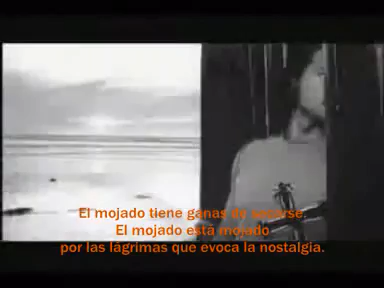 El mojado tiene ganas de secarse.
El mojado está mojado
por las lágrimas que evoca la nostalgia.